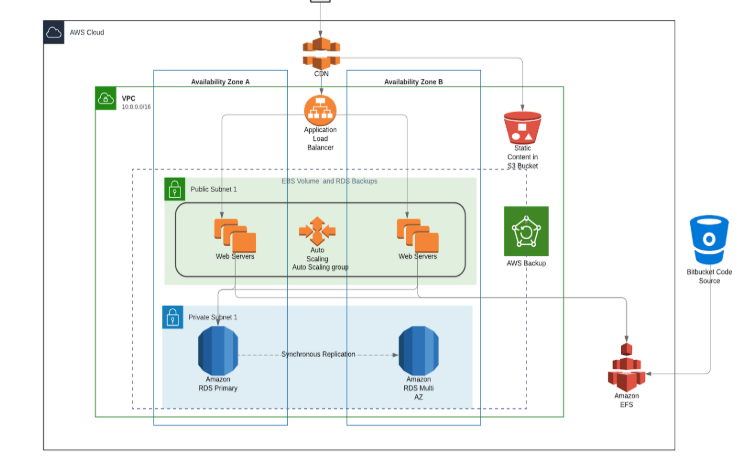 AWS Cloud
CDN
Availability Zone A
Availability Zone B
VPC
10.0.0.0/16
Application
Load
Balancer
Static
Content in
S3 Bucket
EBS Volume and RDS Backups
Public Subnet 1
Web Servers
Auto
Scaling
Auto Scaling group
Web Servers
AWS Backup
Bitbucket Code
Source
Private Subnet 1
Synchronous Replication
Amazon
RDS Primary
Amazon
RDS Multi
AZ
Amazon
EFS